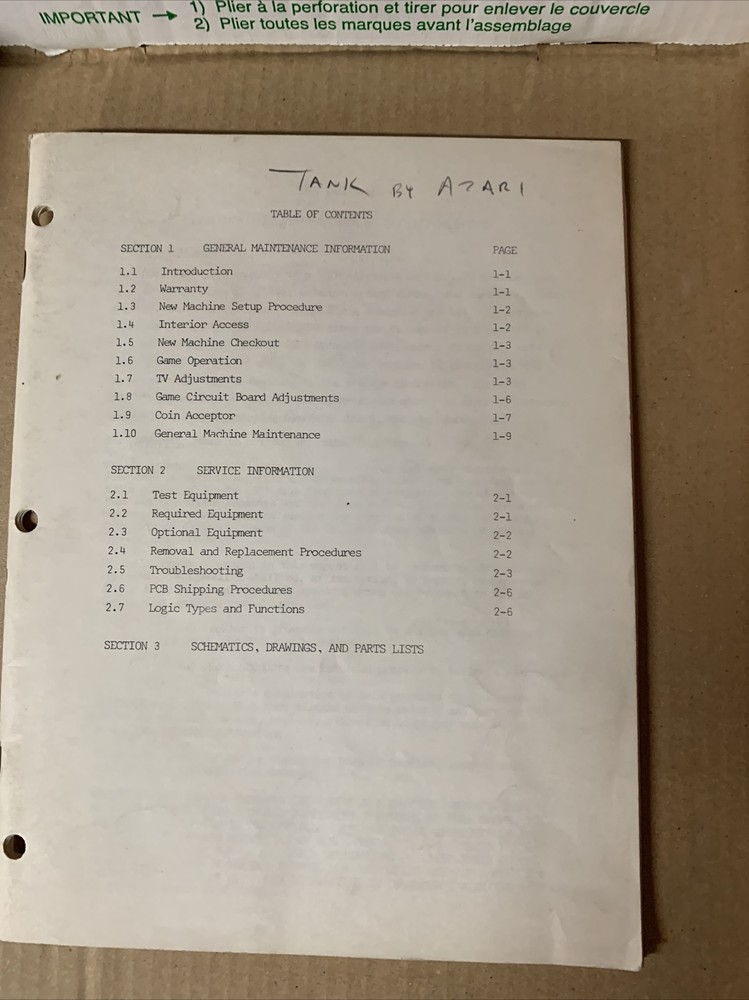 IMPORTANT → 1) Plier à la perforation et tirer pour enlever le couvercle
2) Plier toutes les marques avant l'assemblage
TANK BY ATARI
TABLE OF CONTENTS
SECTION 1 GENERAL MAINTENANCE INFORMATION PAGE
1.1 Introduction 1-1
1.2 Warranty 1-1
1.3 New Machine Setup Procedure 1-2
1.4 Interior Access 1-2
1.5 New Machine Checkout 1-3
1.6 Game Operation 1-3
1.7 TV Adjustments 1-3
1.8 Game Circuit Board Adjustments 1-6
1.9 Coin Acceptor 1-7
1.10 General Machine Maintenance 1-9
SECTION 2 SERVICE INFORMATION
2.1 Test Equipment 2-1
2.2 Required Equipment 2-1
2.3 Optional Equipment 2-2
2.4 Removal and Replacement Procedures 2-2
2.5 Troubleshooting 2-3
2.6 PCB Shipping Procedures 2-6
2.7 Logic Types and Functions 2-6
SECTION 3 SCHEMATICS, DRAWINGS, AND PARTS LISTS